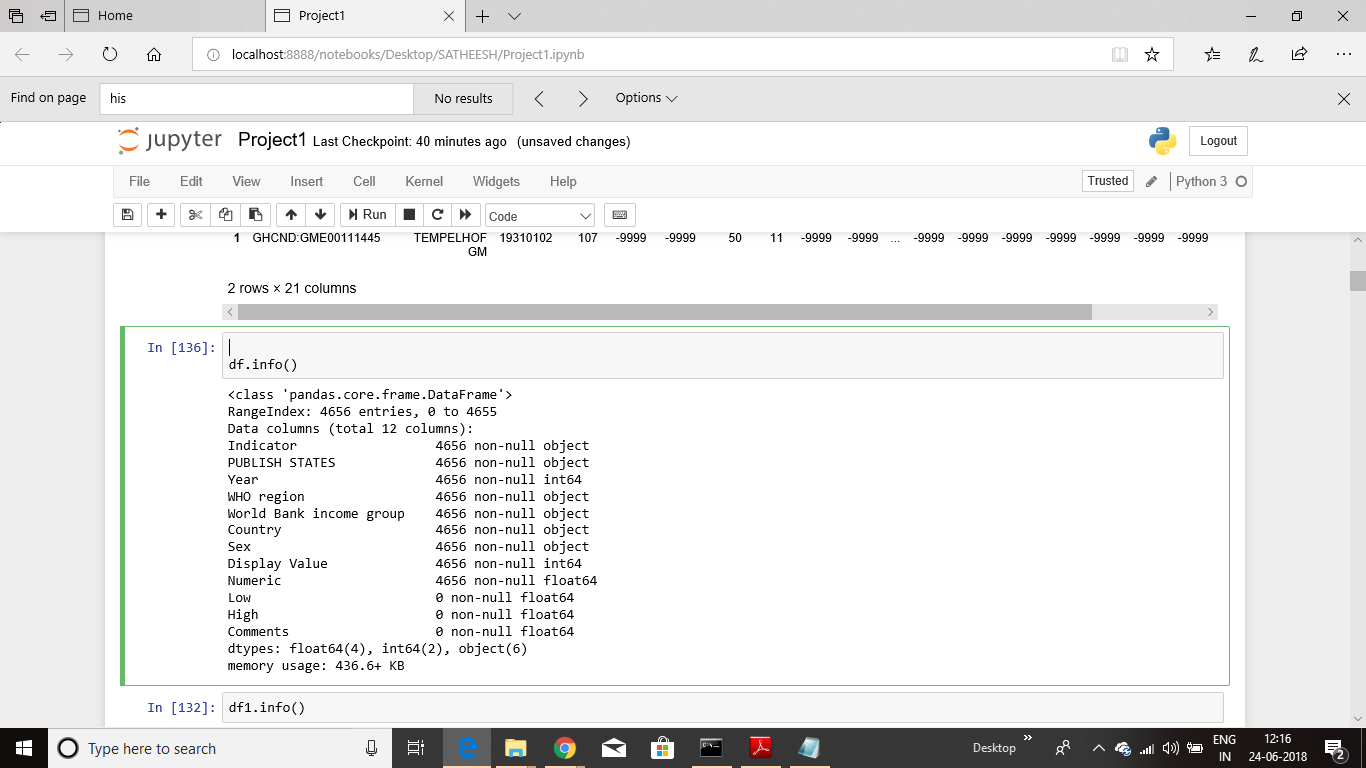 Home
Project1
localhost:8888/notebooks/Desktop/SATHEESH/Project1.ipynb
Find on page
his
No results
Options
jupyter
Project1 Last Checkpoint: 40 minutes ago (unsaved changes)
Logout
File Edit View Insert Cell Kernel Widgets Help
Trusted
Python 3
Run
Code
1 GHCND:GME00111445 TEMPELHOF 19310102 107 -9999 -9999 50 11 -9999 -9999 ... -9999 -9999 -9999 -9999 -9999 -9999 -9999
GM
2 rows × 21 columns
In [136]:
df.info()
<class 'pandas.core.frame.DataFrame'>
RangeIndex: 4656 entries, 0 to 4655
Data columns (total 12 columns):
Indicator 4656 non-null object
PUBLISH STATES 4656 non-null object
Year 4656 non-null int64
WHO region 4656 non-null object
World Bank income group 4656 non-null object
Country 4656 non-null object
Sex 4656 non-null object
Display Value 4656 non-null int64
Numeric 4656 non-null float64
Low 0 non-null float64
High 0 non-null float64
Comments 0 non-null float64
dtypes: float64(4), int64(2), object(6)
memory usage: 436.6+ KB
In [132]: df1.info()
Type here to search
Desktop
ENG
IN
12:16
24-06-2018
2